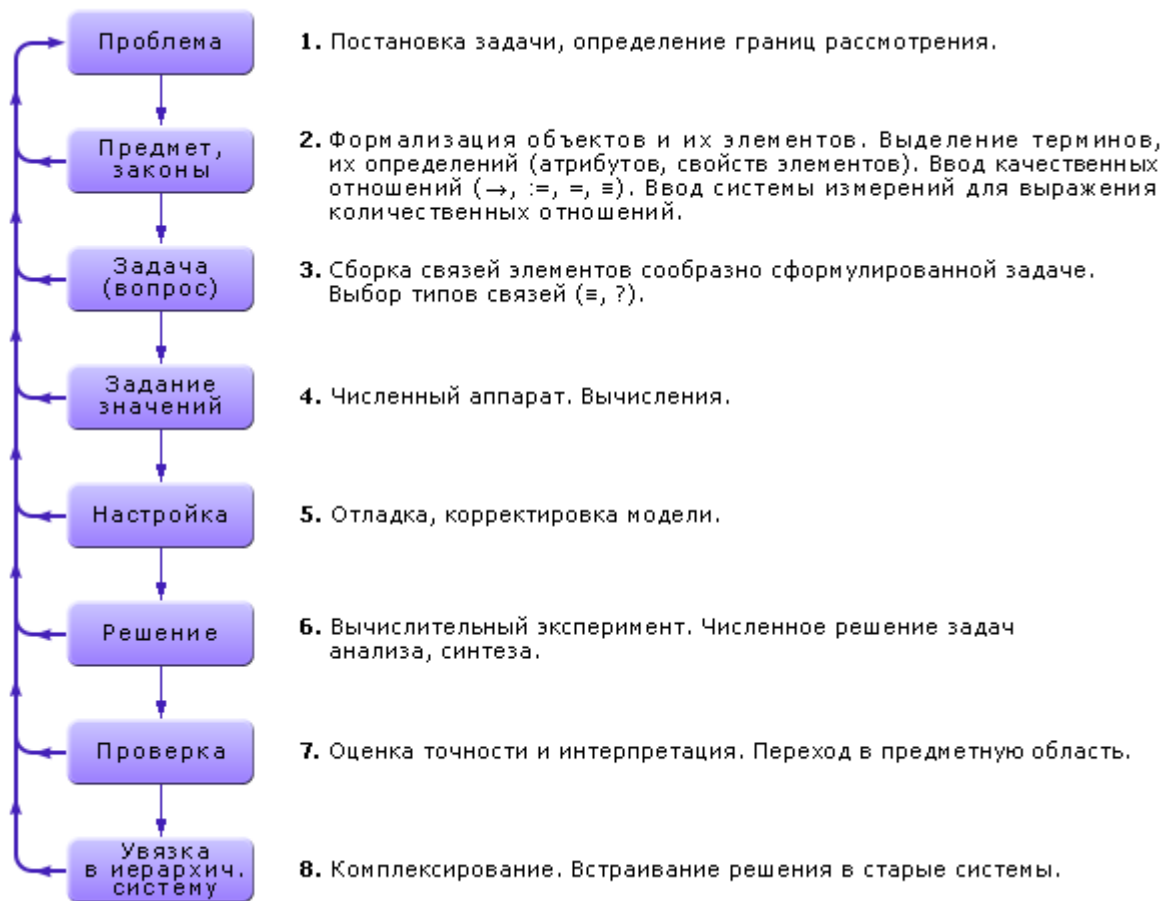 Проблема
1. Постановка задачи, определение границ рассмотрения.
Предмет,
законы
2. Формализация объектов и их элементов. Выделение терминов,
их определений (атрибутов, свойств элементов). Ввод качественных
отношений (→, :=, =, ≡). Ввод системы измерений для выражения
количественных отношений.
Задача
(вопрос)
3. Сборка связей элементов сообразно сформулированной задаче.
Выбор типов связей (≡, ?).
Задание
значений
4. Численный аппарат. Вычисления.
Настройка
5. Отладка, корректировка модели.
Решение
6. Вычислительный эксперимент. Численное решение задач
анализа, синтеза.
Проверка
7. Оценка точности и интерпретация. Переход в предметную область.
Увязка
в иерархич.
систему
8. Комплексирование. Встраивание решения в старые системы.